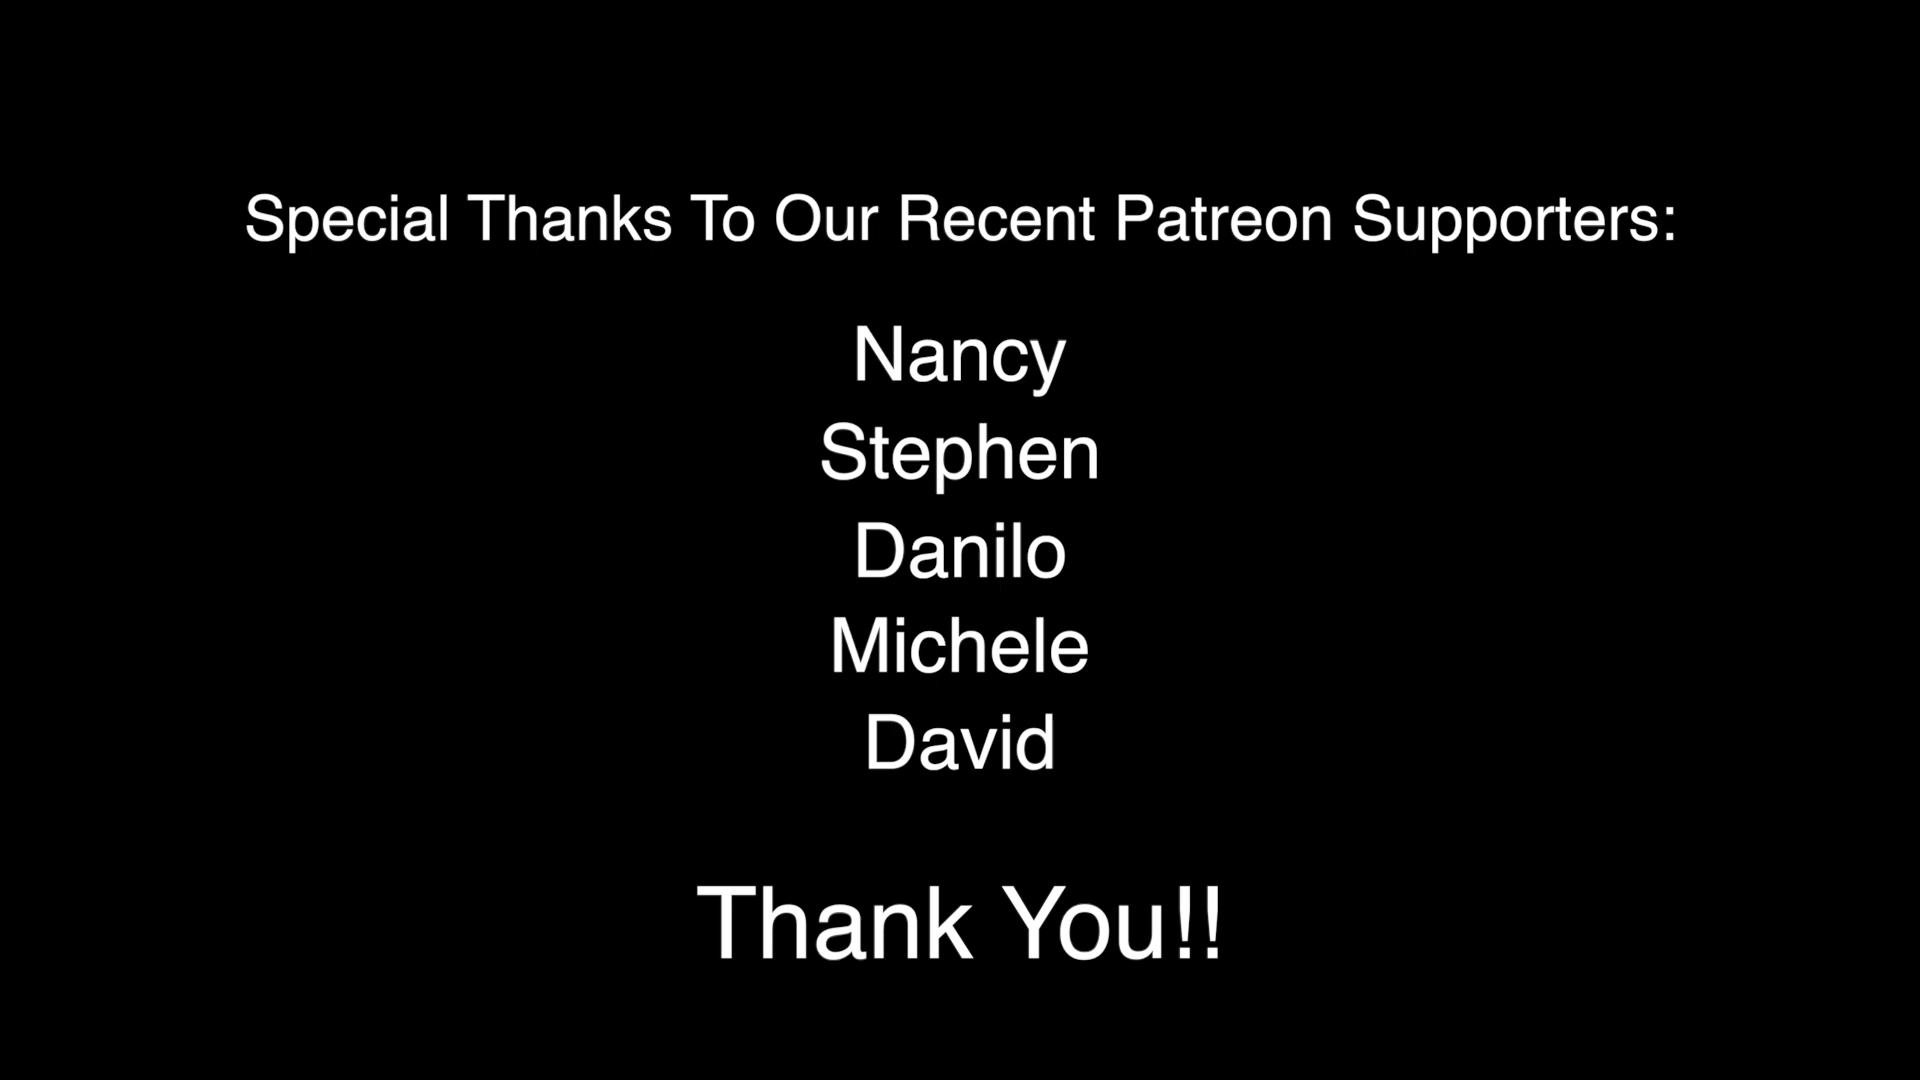 Special Thanks To Our Recent Patreon Supporters:
Nancy
Stephen
Danilo
Michele
David
Thank You!!